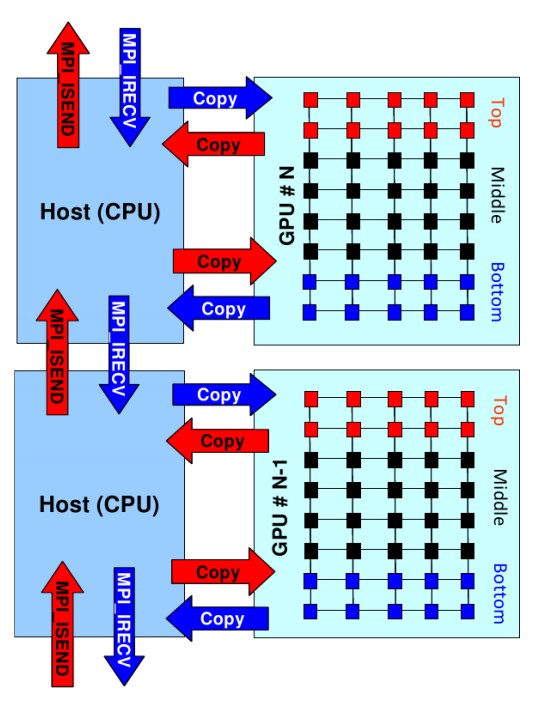 MPI_ISEND
MPI_IRECV
Copy
Copy
Host (CPU)
GPU # N
Top
Middle
Bottom
Copy
Copy
MPI_ISEND
MPI_IRECV
Copy
Copy
Host (CPU)
GPU # N-1
Top
Middle
Bottom
Copy
Copy
MPI_ISEND
MPI_IRECV